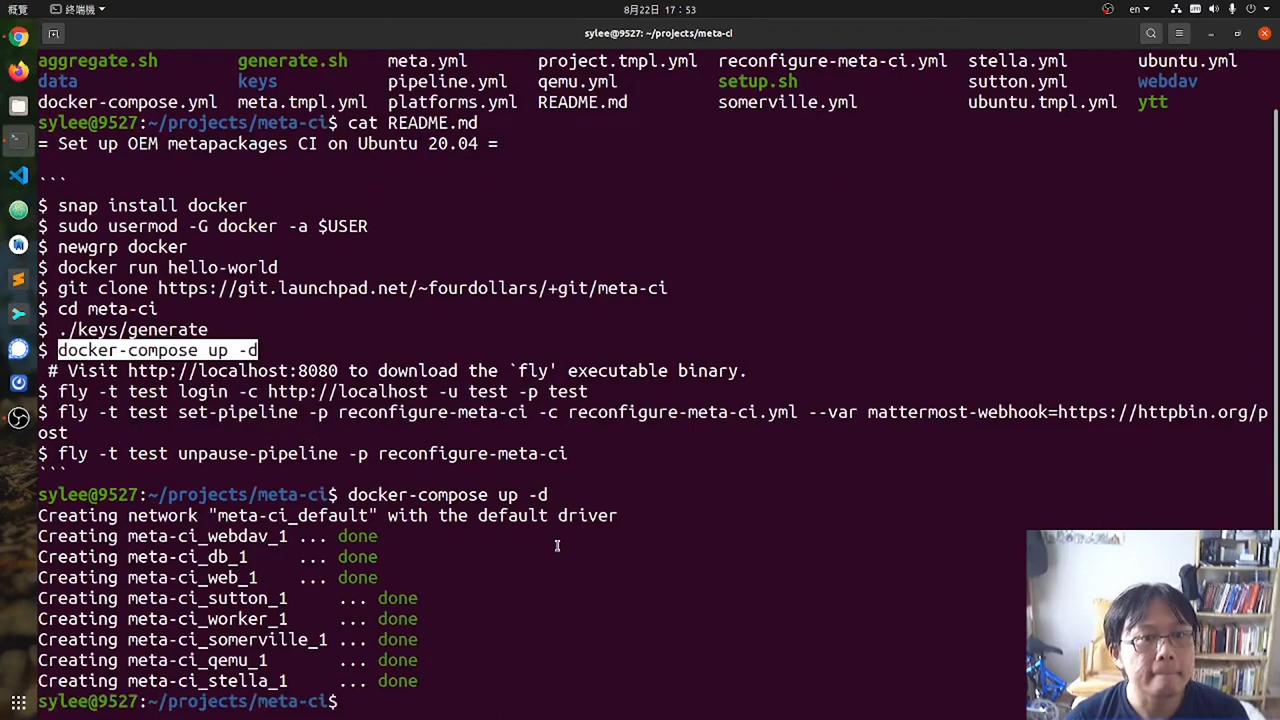 概覽 終端機 8月22日 17：53 en
sylee@9527: ~/projects/meta-ci
aggregate.sh generate.sh meta.yml project.tmpl.yml reconfigure-meta-ci.yml stella.yml ubuntu.yml
data keys pipeline.yml qemu.yml setup.sh sutton.yml webdav
docker-compose.yml meta.tmpl.yml platforms.yml README.md somerville.yml ubuntu.tmpl.yml ytt
sylee@9527:~/projects/meta-ci$ cat README.md
= Set up OEM metapackages CI on Ubuntu 20.04 =
```
$ snap install docker
$ sudo usermod -G docker -a $USER
$ newgrp docker
$ docker run hello-world
$ git clone https://git.launchpad.net/~fourdollars/+git/meta-ci
$ cd meta-ci
$ ./keys/generate
$ docker-compose up -d
# Visit http://localhost:8080 to download the `fly' executable binary.
$ fly -t test login -c http://localhost -u test -p test
$ fly -t test set-pipeline -p reconfigure-meta-ci -c reconfigure-meta-ci.yml --var mattermost-webhook=https://httpbin.org/p
ost
$ fly -t test unpause-pipeline -p reconfigure-meta-ci
```
sylee@9527:~/projects/meta-ci$ docker-compose up -d
Creating network "meta-ci_default" with the default driver
Creating meta-ci_webdav_1 ... done
Creating meta-ci_db_1 ... done
Creating meta-ci_web_1 ... done
Creating meta-ci_sutton_1 ... done
Creating meta-ci_worker_1 ... done
Creating meta-ci_somerville_1 ... done
Creating meta-ci_qemu_1 ... done
Creating meta-ci_stella_1 ... done
sylee@9527:~/projects/meta-ci$